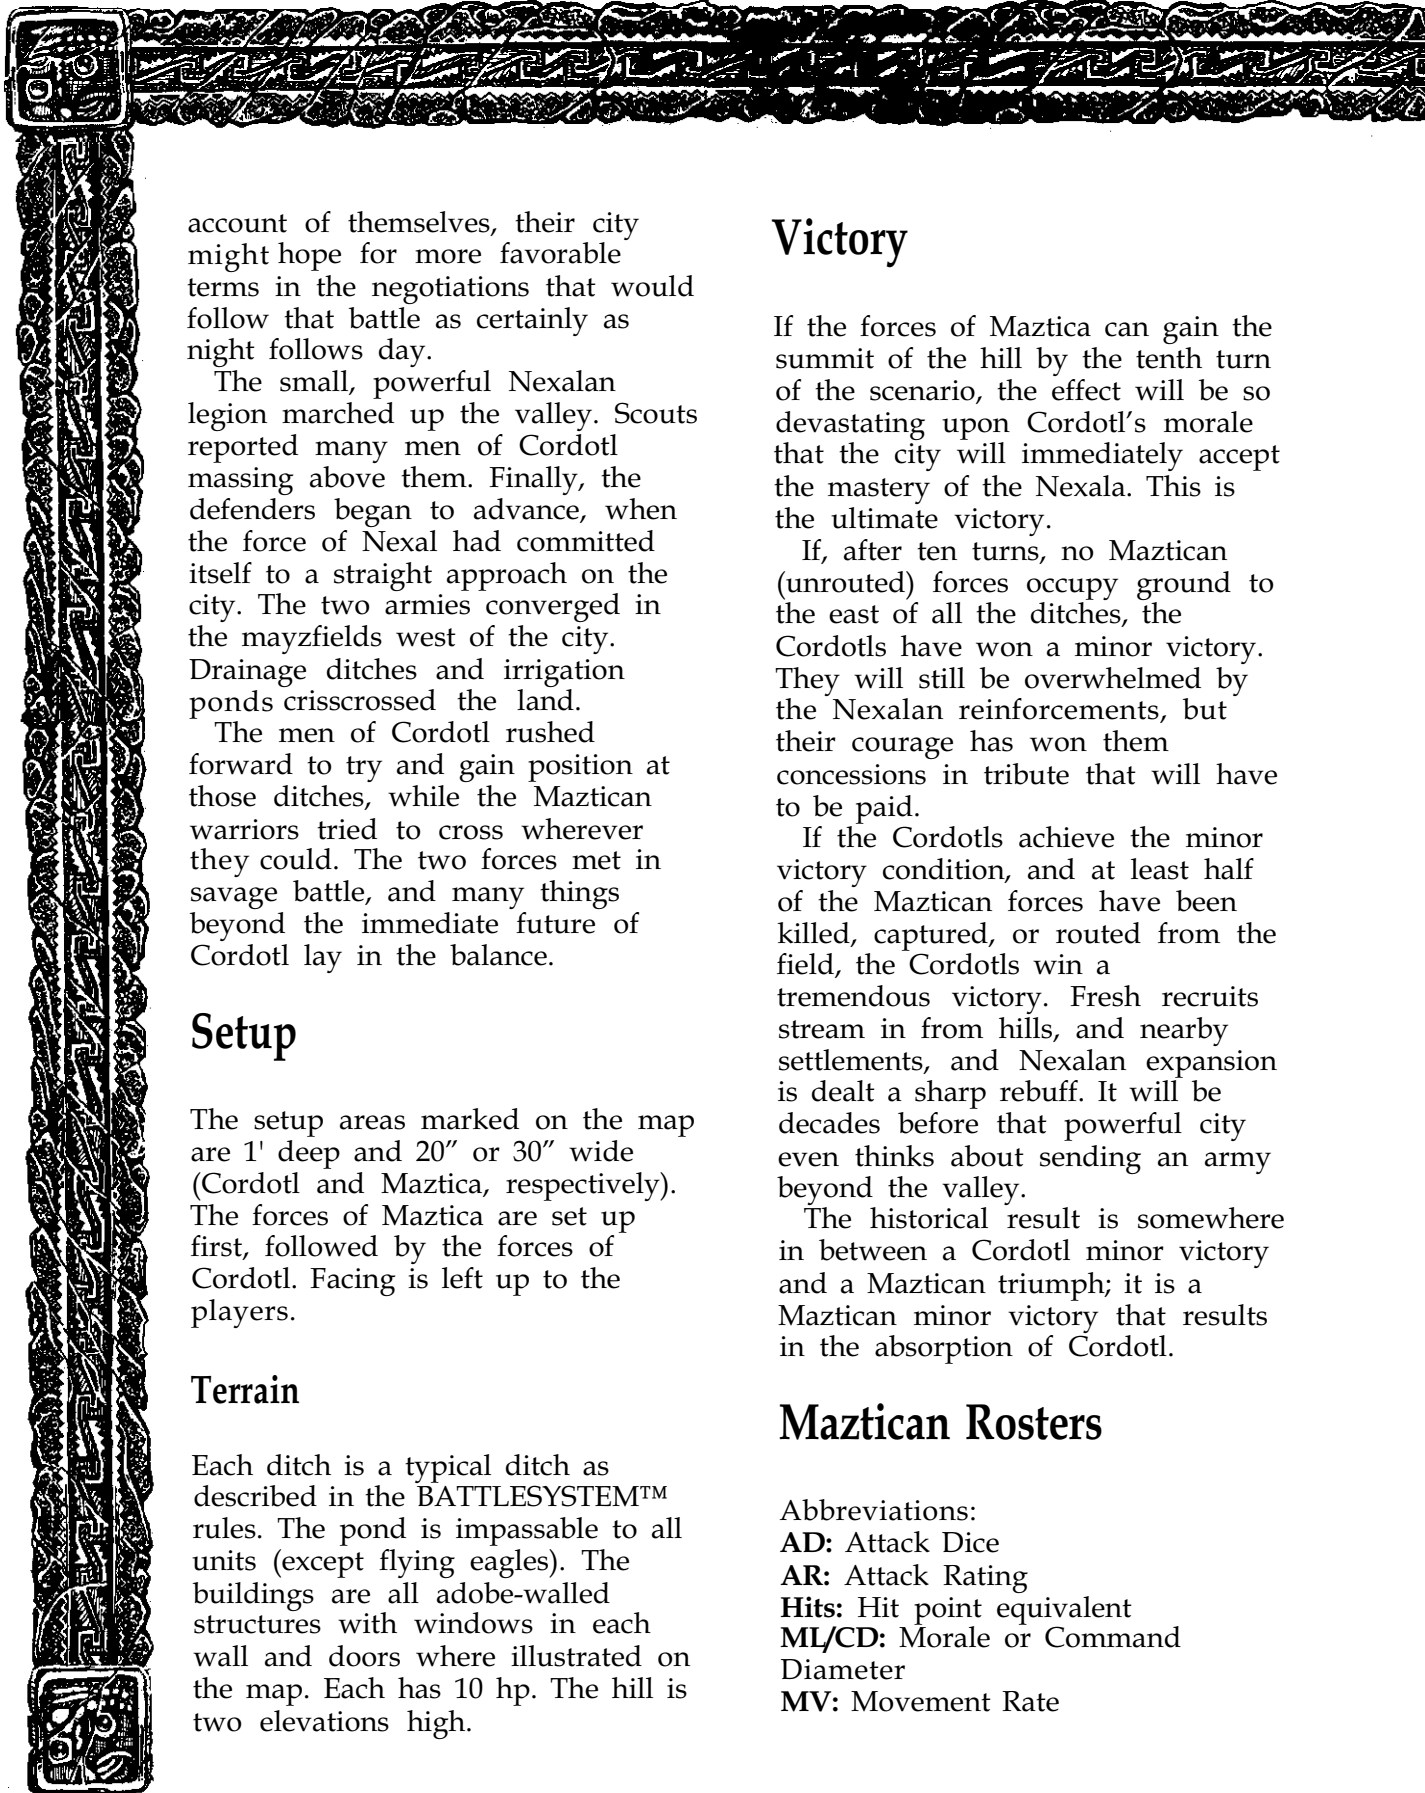 account of themselves, their city
might hope for more favorable
terms in the negotiations that would
follow that battle as certainly as
night follows day.
The small, powerful Nexalan
legion marched up the valley. Scouts
reported many men of Cordotl
massing above them. Finally, the
defenders began to advance, when
the force of Nexal had committed
itself to a straight approach on the
city. The two armies converged in
the mayzfields west of the city.
Drainage ditches and irrigation
ponds crisscrossed the land.
The men of Cordotl rushed
forward to try and gain position at
those ditches, while the Maztican
warriors tried to cross wherever
they could. The two forces met in
savage battle, and many things
beyond the immediate future of
Cordotl lay in the balance.
Setup
The setup areas marked on the map
are 1' deep and 20″ or 30″ wide
(Cordotl and Maztica, respectively).
The forces of Maztica are set up
first, followed by the forces of
Cordotl. Facing is left up to the
players.
Terrain
Each ditch is a typical ditch as
described in the BATTLESYSTEM™
rules. The pond is impassable to all
units (except flying eagles). The
buildings are all adobe-walled
structures with windows in each
wall and doors where illustrated on
the map. Each has 10 hp. The hill is
two elevations high.
Victory
If the forces of Maztica can gain the
summit of the hill by the tenth turn
of the scenario, the effect will be so
devastating upon Cordotl’s morale
that the city will immediately accept
the mastery of the Nexala. This is
the ultimate victory.
If, after ten turns, no Maztican
(unrouted) forces occupy ground to
the east of all the ditches, the
Cordotls have won a minor victory.
They will still be overwhelmed by
the Nexalan reinforcements, but
their courage has won them
concessions in tribute that will have
to be paid.
If the Cordotls achieve the minor
victory condition, and at least half
of the Maztican forces have been
killed, captured, or routed from the
field, the Cordotls win a
tremendous victory. Fresh recruits
stream in from hills, and nearby
settlements, and Nexalan expansion
is dealt a sharp rebuff. It will be
decades before that powerful city
even thinks about sending an army
beyond the valley.
The historical result is somewhere
in between a Cordotl minor victory
and a Maztican triumph; it is a
Maztican minor victory that results
in the absorption of Cordotl.
Maztican Rosters
Abbreviations:
AD: Attack Dice
AR: Attack Rating
Hits: Hit point equivalent
ML/CD: Morale or Command
Diameter
MV: Movement Rate